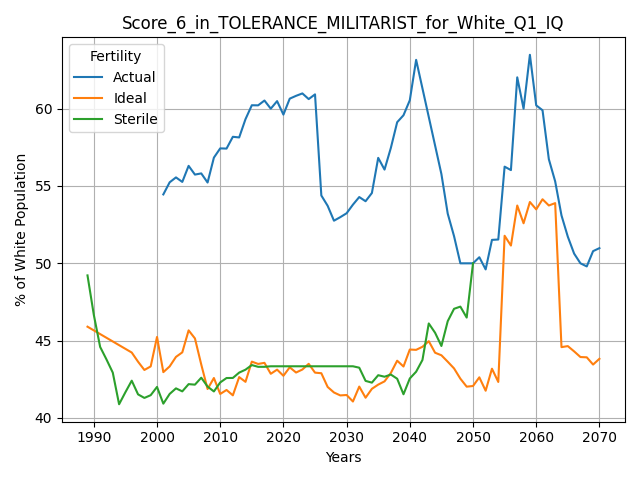 Score_6_in_TOLERANCE_MILITARIST_for_White_Q1_IQ
Fertility
Actual
Ideal
Sterile
% of White Population
60
55
50
45
40
1990
2000
2010
2020
2030
2040
2050
2060
2070
Years